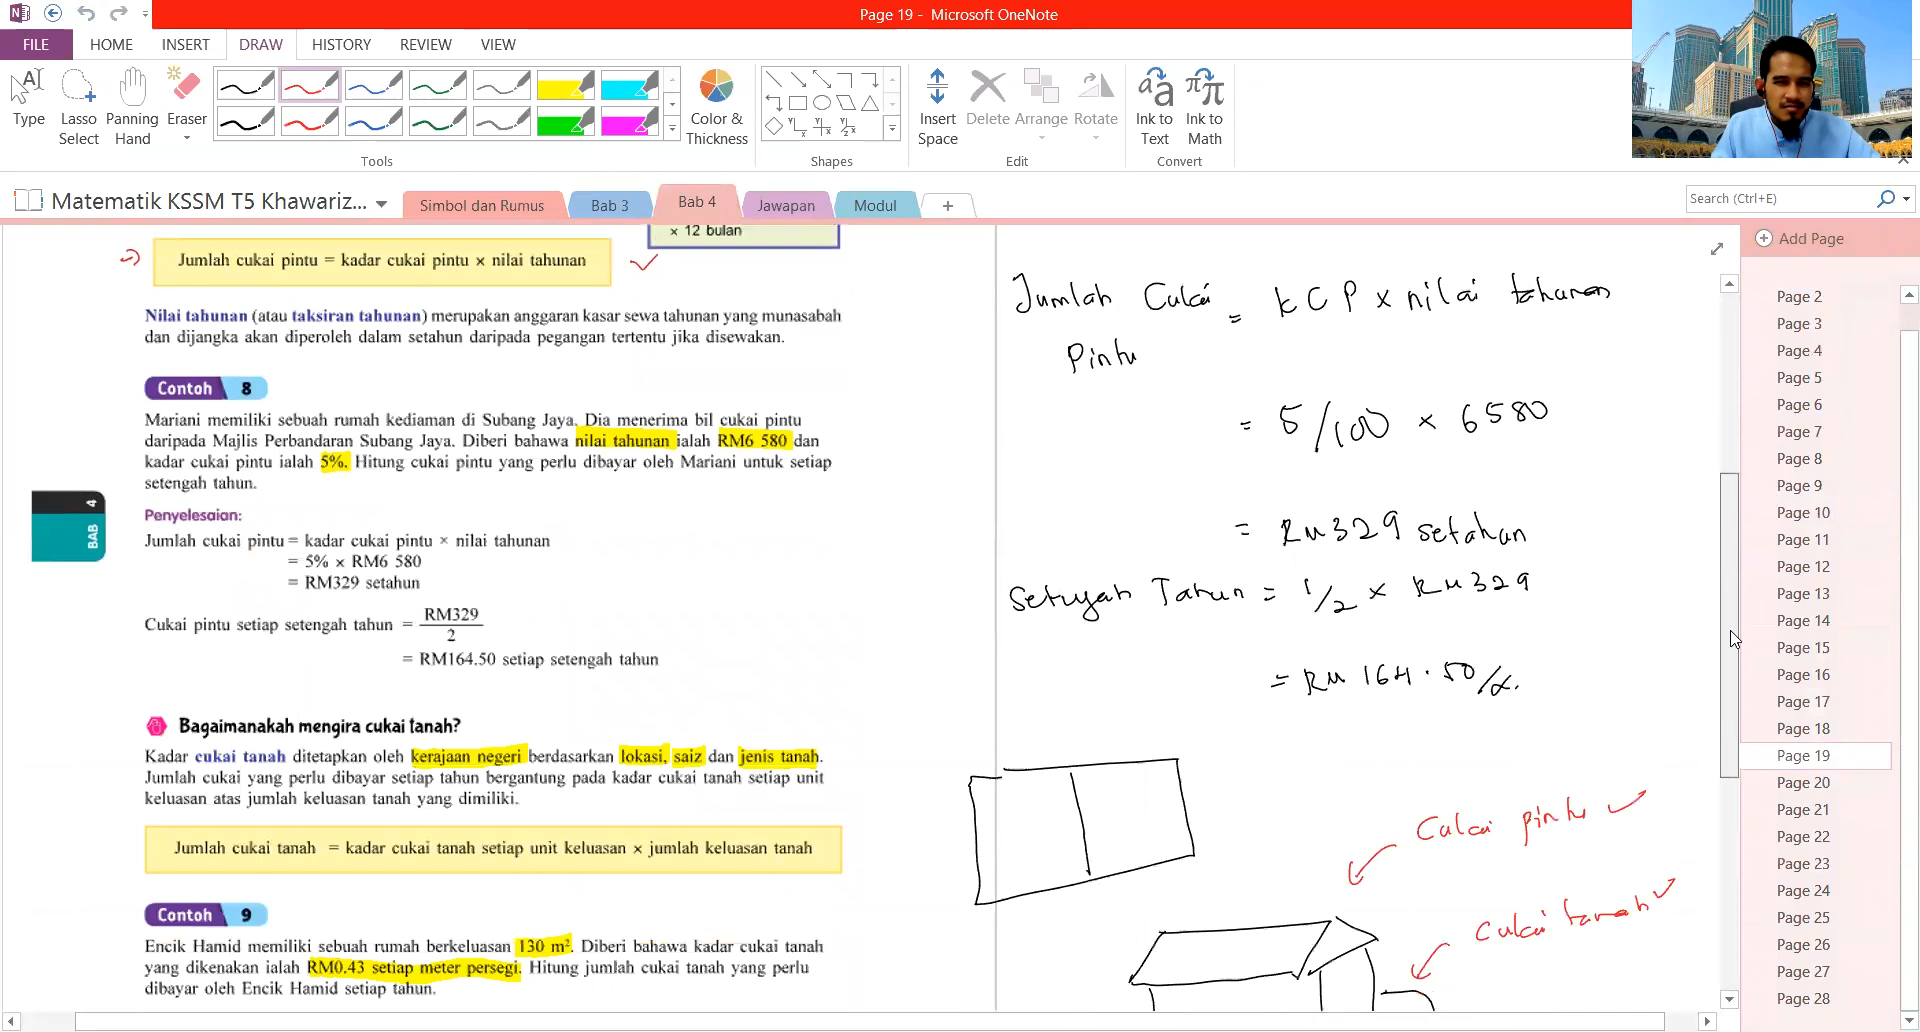 Page 19 - Microsoft OneNote
FILE HOME INSERT DRAW HISTORY REVIEW VIEW
Type
Lasso Select
Panning Hand
Eraser
Color & Thickness
Insert Space
Delete
Arrange
Rotate
Ink to Text
Ink to Math
Tools
Shapes
Edit
Convert
Matematik KSSM T5 Khawariz...
Simbol dan Rumus
Bab 3
Bab 4
Jawapan
Modul
Search (Ctrl+E)
× 12 bulan
Jumlah cukai pintu = kadar cukai pintu × nilai tahunan
Nilai tahunan (atau taksiran tahunan) merupakan anggaran kasar sewa tahunan yang munasabah
dan dijangka akan diperoleh dalam setahun daripada pegangan tertentu jika disewakan.
Contoh 8
Mariani memiliki sebuah rumah kediaman di Subang Jaya. Dia menerima bil cukai pintu
daripada Majlis Perbandaran Subang Jaya. Diberi bahawa nilai tahunan ialah RM6 580 dan
kadar cukai pintu ialah 5%. Hitung cukai pintu yang perlu dibayar oleh Mariani untuk setiap
setengah tahun.
BAB 4
Penyelesaian:
Jumlah cukai pintu = kadar cukai pintu × nilai tahunan
= 5% × RM6 580
= RM329 setahun
Cukai pintu setiap setengah tahun = RM329
2
= RM164.50 setiap setengah tahun
Bagaimanakah mengira cukai tanah?
Kadar cukai tanah ditetapkan oleh kerajaan negeri berdasarkan lokasi, saiz dan jenis tanah.
Jumlah cukai yang perlu dibayar setiap tahun bergantung pada kadar cukai tanah setiap unit
keluasan atas jumlah keluasan tanah yang dimiliki.
Jumlah cukai tanah = kadar cukai tanah setiap unit keluasan × jumlah keluasan tanah
Contoh 9
Encik Hamid memiliki sebuah rumah berkeluasan 130 m². Diberi bahawa kadar cukai tanah
yang dikenakan ialah RM0.43 setiap meter persegi. Hitung jumlah cukai tanah yang perlu
dibayar oleh Encik Hamid setiap tahun.
Jumlah Cukai = KCP × nilai tahunan
Pintu
= 5/100 × 6580
= RM329 setahun
Setengah Tahun = 1/2 × RM329
= RM 164.50
Cukai pintu ✓
Cukai tanah ✓
Add Page
Page 2
Page 3
Page 4
Page 5
Page 6
Page 7
Page 8
Page 9
Page 10
Page 11
Page 12
Page 13
Page 14
Page 15
Page 16
Page 17
Page 18
Page 19
Page 20
Page 21
Page 22
Page 23
Page 24
Page 25
Page 26
Page 27
Page 28